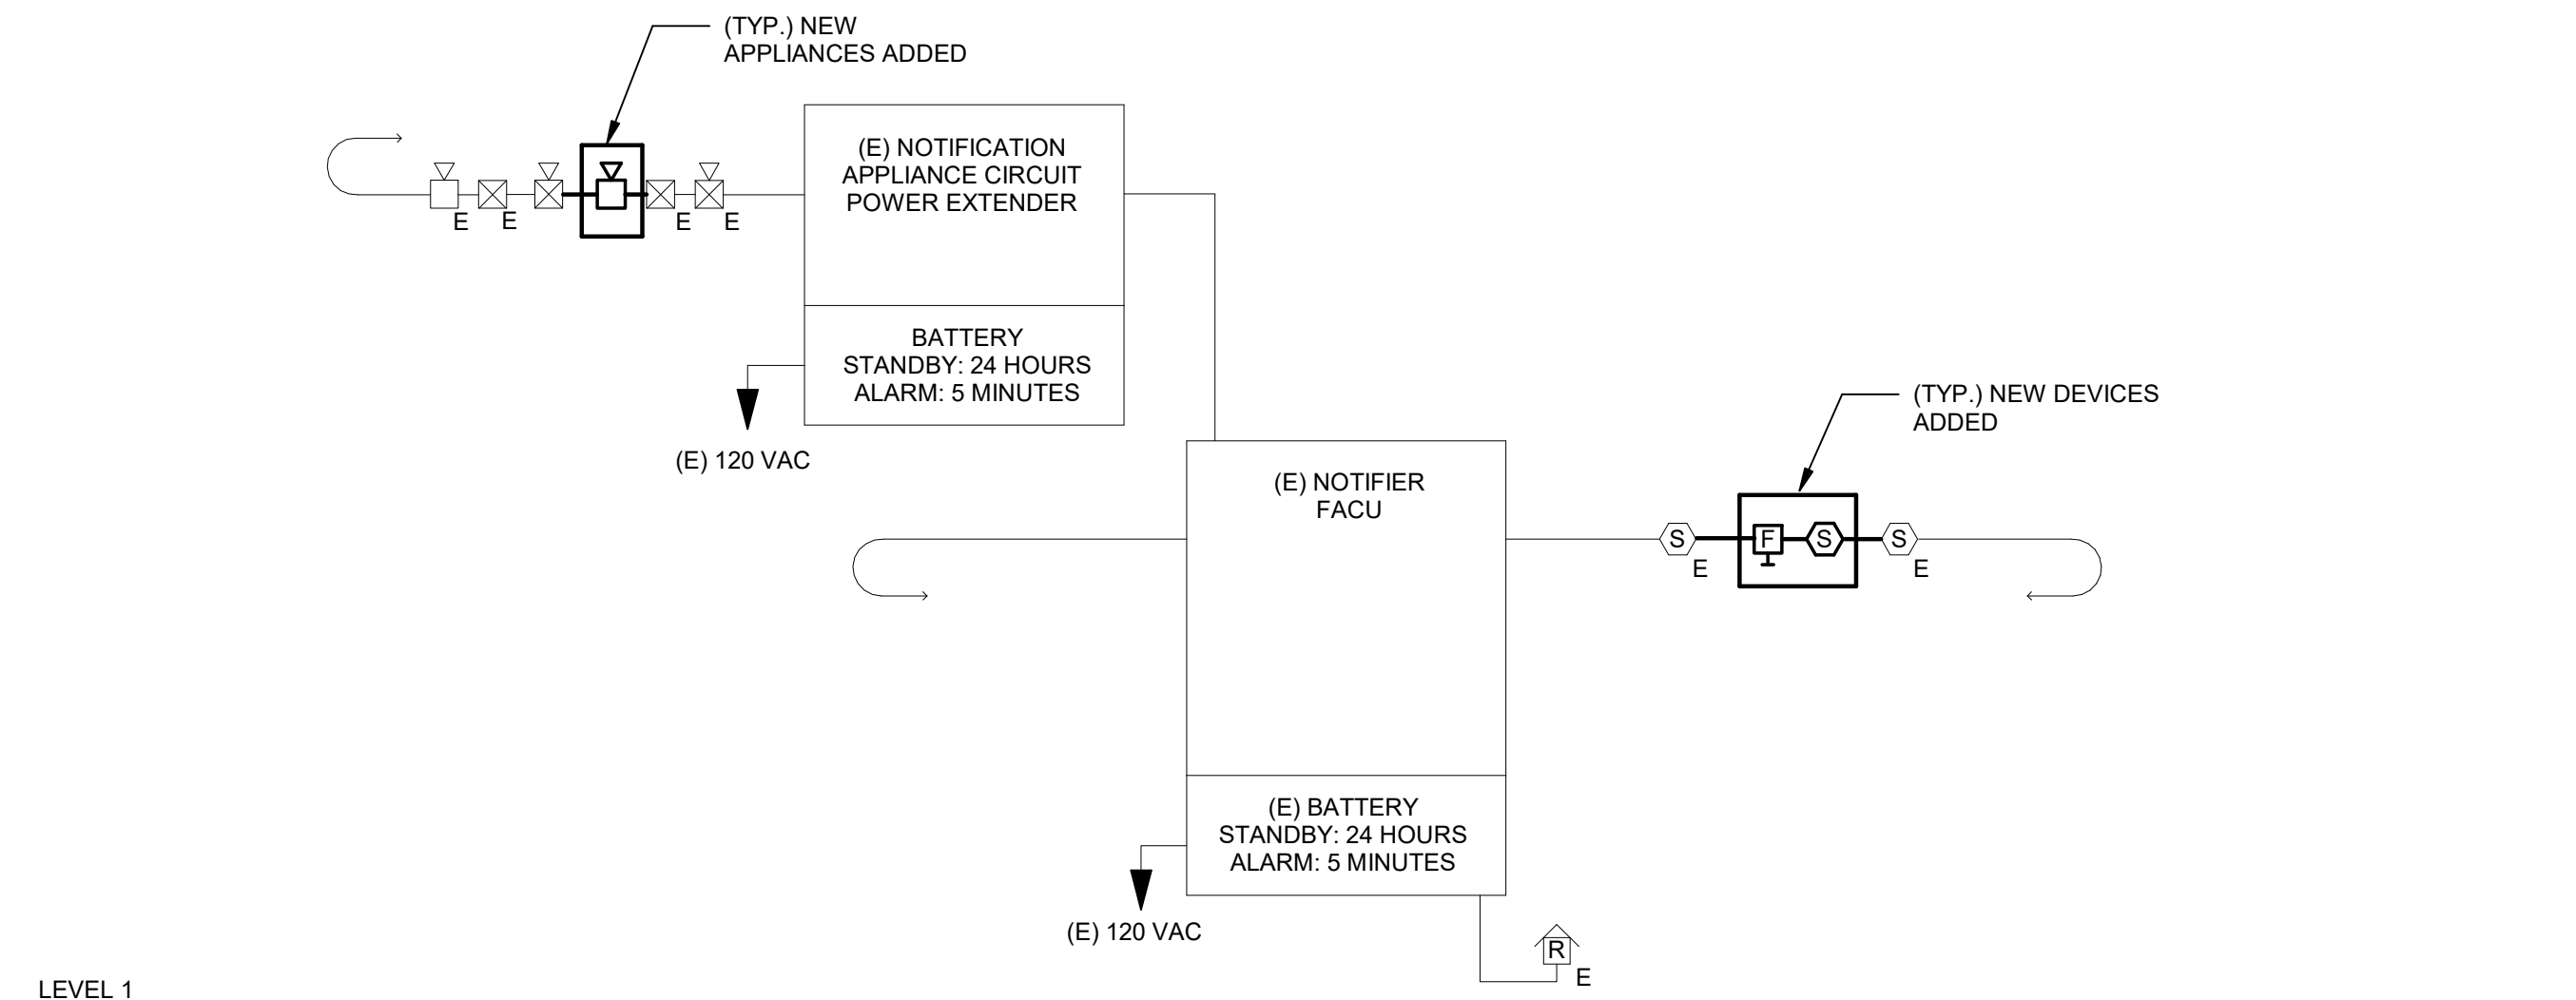 (TYP.) NEW
APPLIANCES ADDED
(E) NOTIFICATION
APPLIANCE CIRCUIT
POWER EXTENDER
E
E
E
E
BATTERY
STANDBY: 24 HOURS
ALARM: 5 MINUTES
(E) 120 VAC
(TYP.) NEW DEVICES
ADDED
(E) NOTIFIER
FACU
S
F
S
S
E
E
(E) BATTERY
STANDBY: 24 HOURS
ALARM: 5 MINUTES
(E) 120 VAC
R
E
LEVEL 1